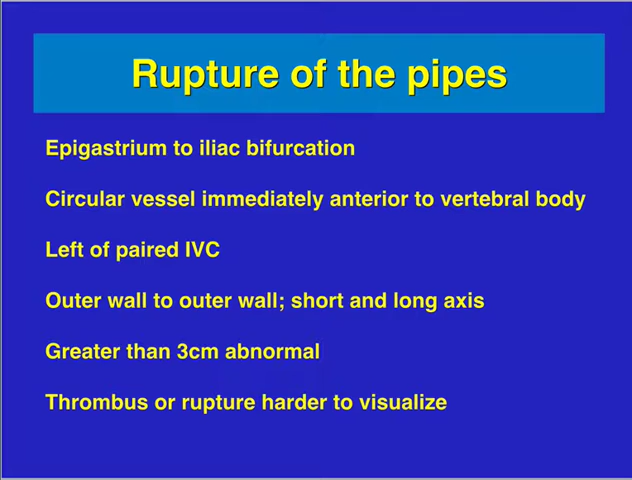 Rupture of the pipes
Epigastrium to iliac bifurcation
Circular vessel immediately anterior to vertebral body
Left of paired IVC
Outer wall to outer wall; short and long axis
Greater than 3cm abnormal
Thrombus or rupture harder to visualize